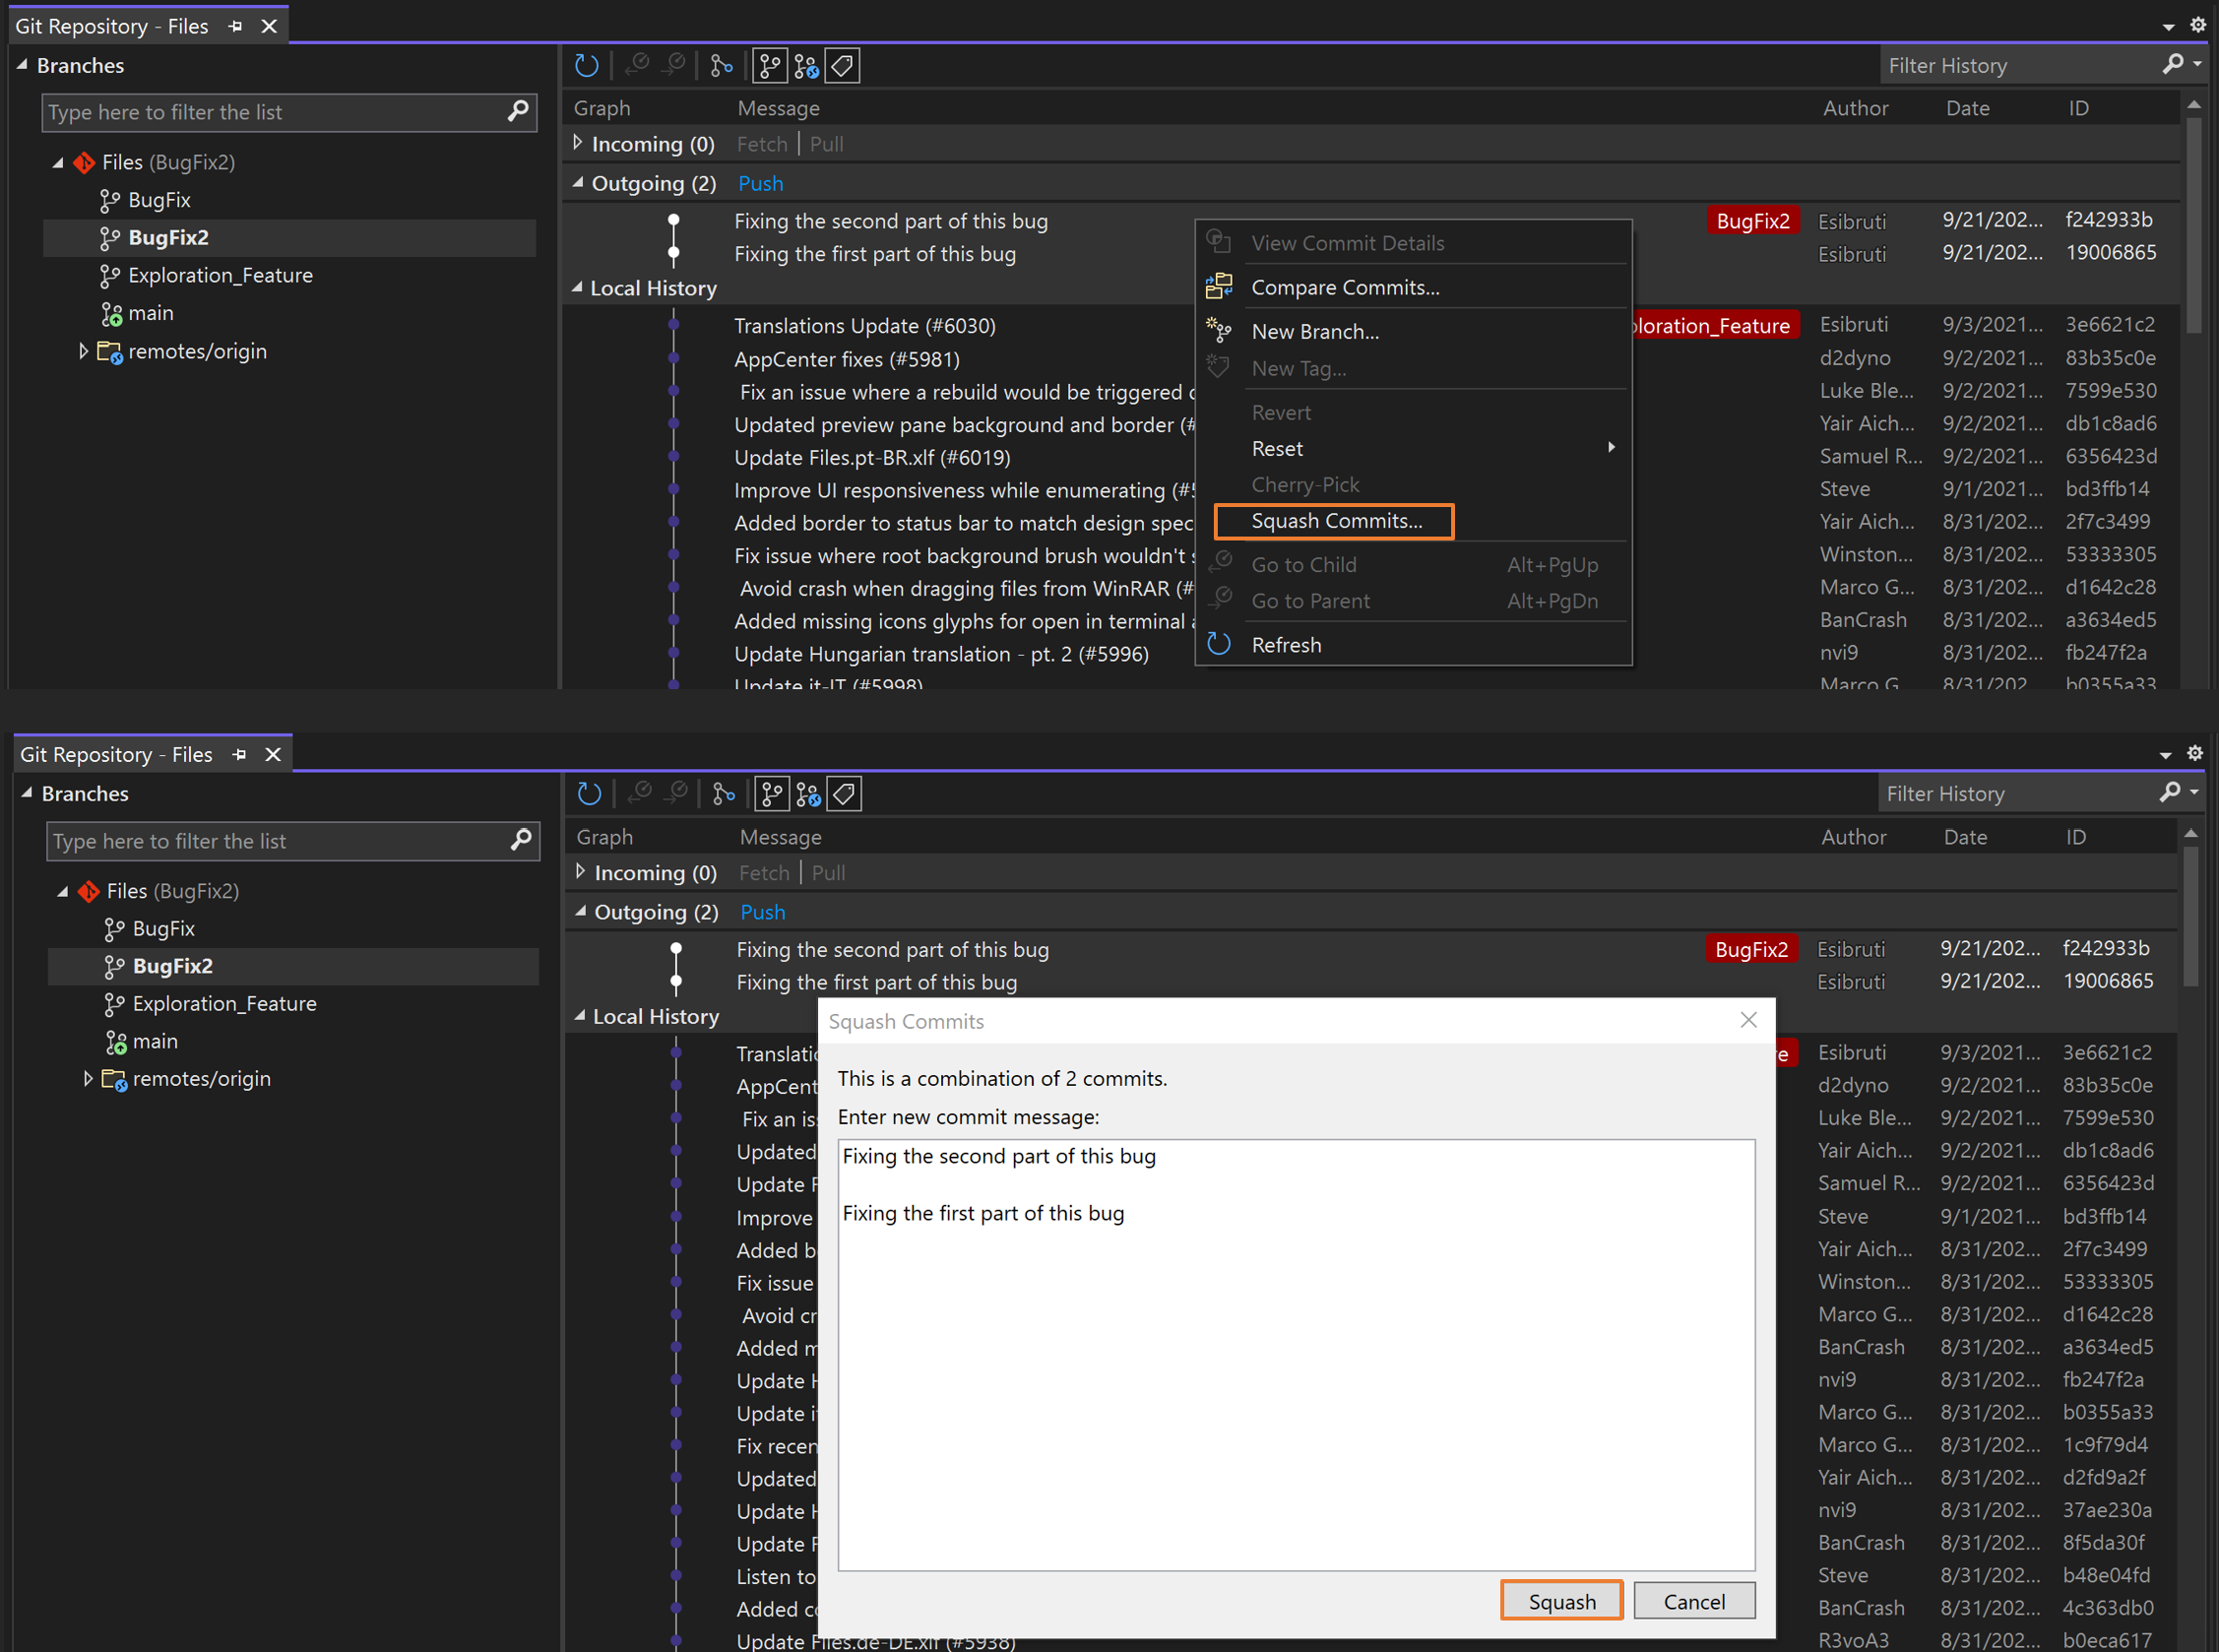 Git Repository - Files
Branches
Type here to filter the list
Files (BugFix2)
BugFix
BugFix2
Exploration_Feature
main
remotes/origin
Filter History
Graph Message Author Date ID
Incoming (0) Fetch | Pull
Outgoing (2) Push
Fixing the second part of this bug BugFix2 Esibruti 9/21/202... f242933b
Fixing the first part of this bug Esibruti 9/21/202... 19006865
Local History
Translations Update (#6030) ploration_Feature Esibruti 9/3/2021... 3e6621c2
AppCenter fixes (#5981) d2dyno 9/2/2021... 83b35c0e
Fix an issue where a rebuild would be triggered Luke Ble... 9/2/2021... 7599e530
Updated preview pane background and border (# Yair Aich... 9/2/2021... db1c8ad6
Update Files.pt-BR.xlf (#6019) Samuel R... 9/2/2021... 6356423d
Improve UI responsiveness while enumerating (#5 Steve 9/1/2021... bd3ffb14
Added border to status bar to match design spec Yair Aich... 8/31/202... 2f7c3499
Fix issue where root background brush wouldn't s Winston... 8/31/202... 53333305
Avoid crash when dragging files from WinRAR (# Marco G... 8/31/202... d1642c28
Added missing icons glyphs for open in terminal a BanCrash 8/31/202... a3634ed5
Update Hungarian translation - pt. 2 (#5996) nvi9 8/31/202... fb247f2a
Update it-IT (#5998) Marco G 8/31/202 b0355a33
View Commit Details
Compare Commits...
New Branch...
New Tag...
Revert
Reset
Cherry-Pick
Squash Commits...
Go to Child Alt+PgUp
Go to Parent Alt+PgDn
Refresh
Git Repository - Files
Branches
Type here to filter the list
Files (BugFix2)
BugFix
BugFix2
Exploration_Feature
main
remotes/origin
Filter History
Graph Message Author Date ID
Incoming (0) Fetch | Pull
Outgoing (2) Push
Fixing the second part of this bug BugFix2 Esibruti 9/21/202... f242933b
Fixing the first part of this bug Esibruti 9/21/202... 19006865
Local History
Translatio e Esibruti 9/3/2021... 3e6621c2
AppCent d2dyno 9/2/2021... 83b35c0e
Fix an iss Luke Ble... 9/2/2021... 7599e530
Updated Yair Aich... 9/2/2021... db1c8ad6
Update F Samuel R... 9/2/2021... 6356423d
Improve Steve 9/1/2021... bd3ffb14
Added bo Yair Aich... 8/31/202... 2f7c3499
Fix issue Winston... 8/31/202... 53333305
Avoid cr Marco G... 8/31/202... d1642c28
Added m BanCrash 8/31/202... a3634ed5
Update H nvi9 8/31/202... fb247f2a
Update it Marco G... 8/31/202... b0355a33
Fix recen Marco G... 8/31/202... 1c9f79d4
Updated Yair Aich... 8/31/202... d2fd9a2f
Update H nvi9 8/31/202... 37ae230a
Update F BanCrash 8/31/202... 8f5da30f
Listen to Steve 8/31/202... b48e04fd
Added co BanCrash 8/31/202... 4c363db0
Update Files.de-DE.xlf (#5938) R3voA3 8/31/202... b0eca617
Squash Commits
This is a combination of 2 commits.
Enter new commit message:
Fixing the second part of this bug
Fixing the first part of this bug
Squash Cancel